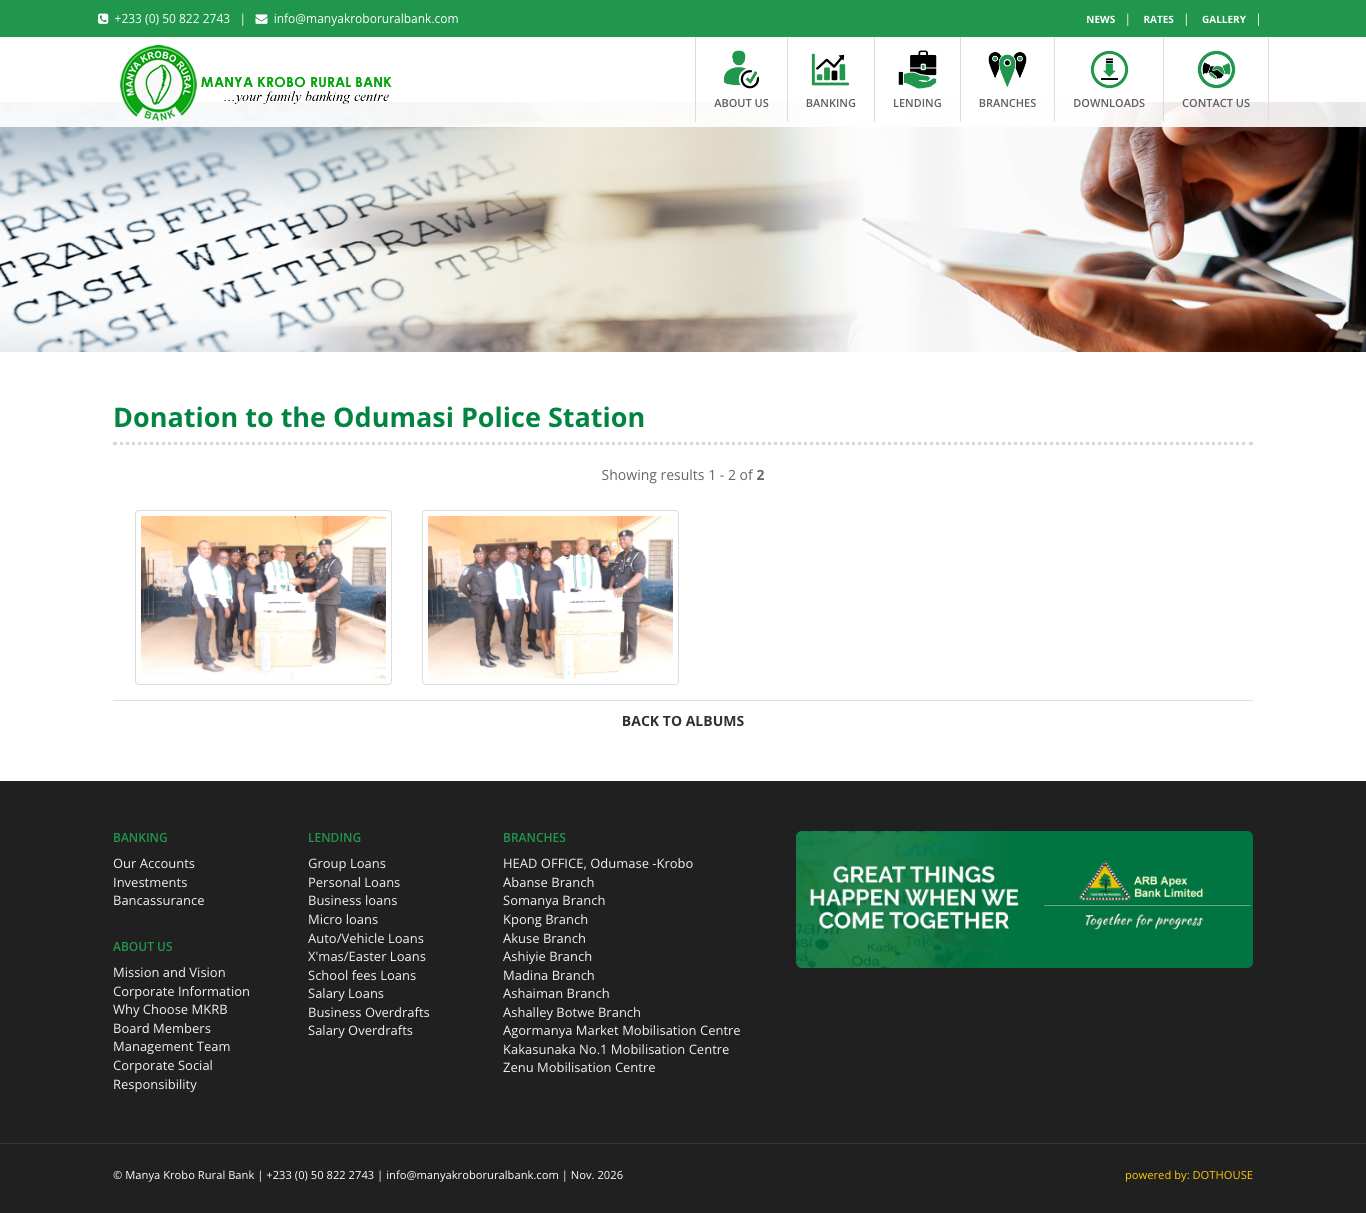 +233 (0) 50 822 2743 | info@manyakroboruralbank.com
NEWS | RATES | GALLERY |
MANYA KROBO RURAL
BANK
MANYA KROBO RURAL BANK
...your family banking centre
ABOUT US
BANKING
LENDING
BRANCHES
DOWNLOADS
CONTACT US
TRANSFER
TRANSFER DEBIT
CASH WITHDRAWAL
CASH WITHDRAWAL
AUTO TRAN
Donation to the Odumasi Police Station
Showing results 1 - 2 of 2
BACK TO ALBUMS
BANKING
Our Accounts
Investments
Bancassurance
ABOUT US
Mission and Vision
Corporate Information
Why Choose MKRB
Board Members
Management Team
Corporate Social
Responsibility
LENDING
Group Loans
Personal Loans
Business loans
Micro loans
Auto/Vehicle Loans
X'mas/Easter Loans
School fees Loans
Salary Loans
Business Overdrafts
Salary Overdrafts
BRANCHES
HEAD OFFICE, Odumase -Krobo
Abanse Branch
Somanya Branch
Kpong Branch
Akuse Branch
Ashiyie Branch
Madina Branch
Ashaiman Branch
Ashalley Botwe Branch
Agormanya Market Mobilisation Centre
Kakasunaka No.1 Mobilisation Centre
Zenu Mobilisation Centre
GREAT THINGS
HAPPEN WHEN WE
COME TOGETHER
ARB Apex
Bank Limited
Together for progress
Oda
© Manya Krobo Rural Bank | +233 (0) 50 822 2743 | info@manyakroboruralbank.com | Nov. 2026
powered by: DOTHOUSE